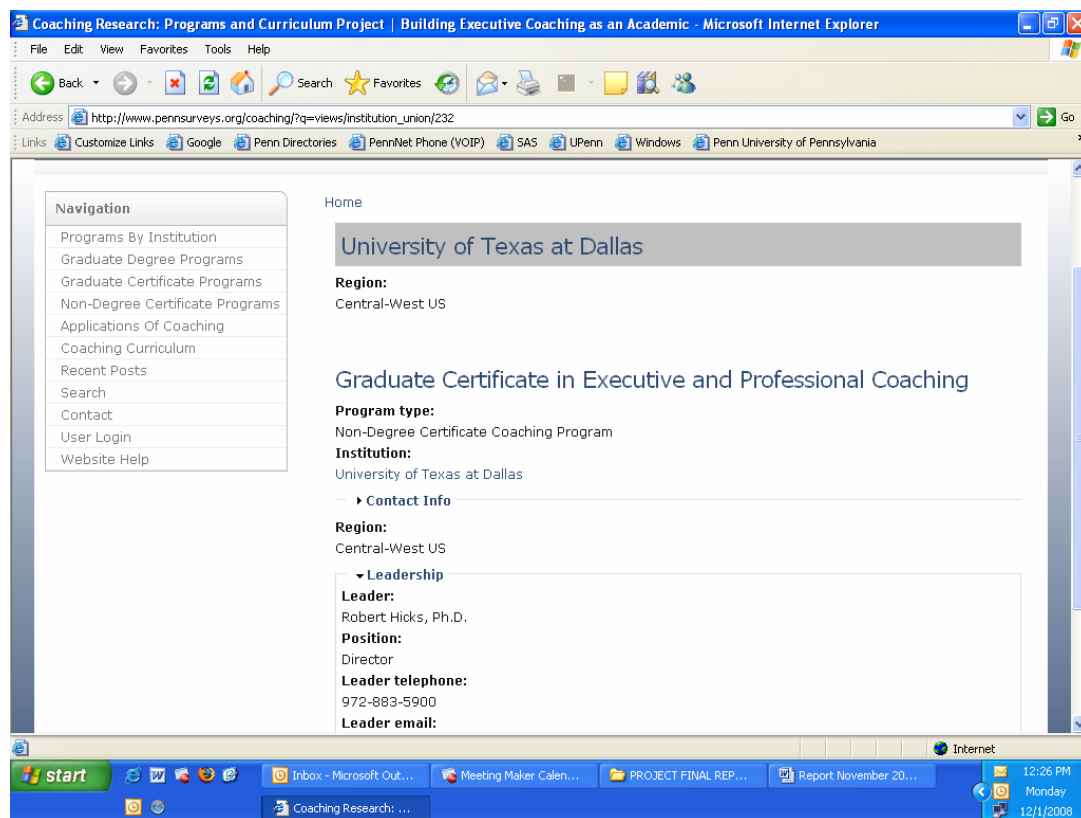 Coaching Research: Programs and Curriculum Project | Building Executive Coaching as an Academic - Microsoft Internet Explorer
File Edit View Favorites Tools Help
Back Search Favorites
Address http://www.pennsurveys.org/coaching/?q=views/institution_union/232 Go
Links Customize Links Google Penn Directories PennNet Phone (VOIP) SAS UPenn Windows Penn University of Pennsylvania
Navigation
Programs By Institution
Graduate Degree Programs
Graduate Certificate Programs
Non-Degree Certificate Programs
Applications Of Coaching
Coaching Curriculum
Recent Posts
Search
Contact
User Login
Website Help
Home
University of Texas at Dallas
Region:
Central-West US
Graduate Certificate in Executive and Professional Coaching
Program type:
Non-Degree Certificate Coaching Program
Institution:
University of Texas at Dallas
Contact Info
Region:
Central-West US
Leadership
Leader:
Robert Hicks, Ph.D.
Position:
Director
Leader telephone:
972-883-5900
Leader email:
Internet
start Inbox - Microsoft Out... Meeting Maker Calen... PROJECT FINAL REP... Report November 20... 12:26 PM
Monday
Coaching Research: ... 12/1/2008